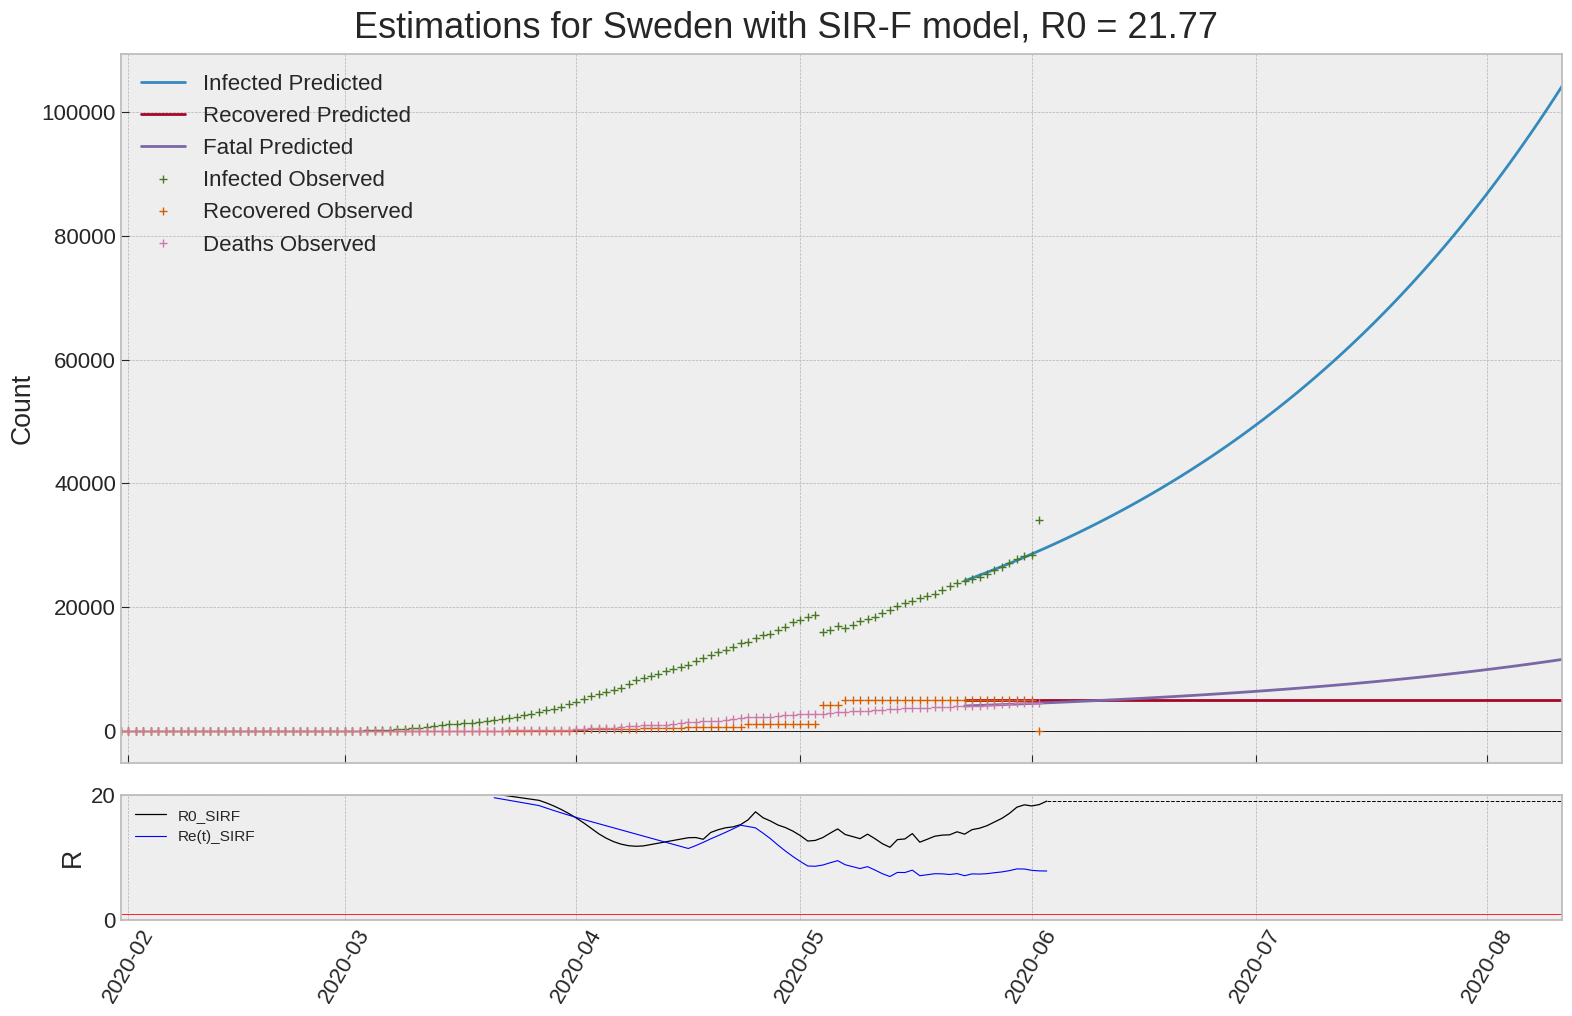 Estimations for Sweden with SIR-F model, R0 = 21.77
Infected Predicted
Recovered Predicted
Fatal Predicted
Infected Observed
Recovered Observed
Deaths Observed
100000
80000
60000
40000
20000
0
Count
R0_SIRF
Re(t)_SIRF
20
0
R
2020-02
2020-03
2020-04
2020-05
2020-06
2020-07
2020-08